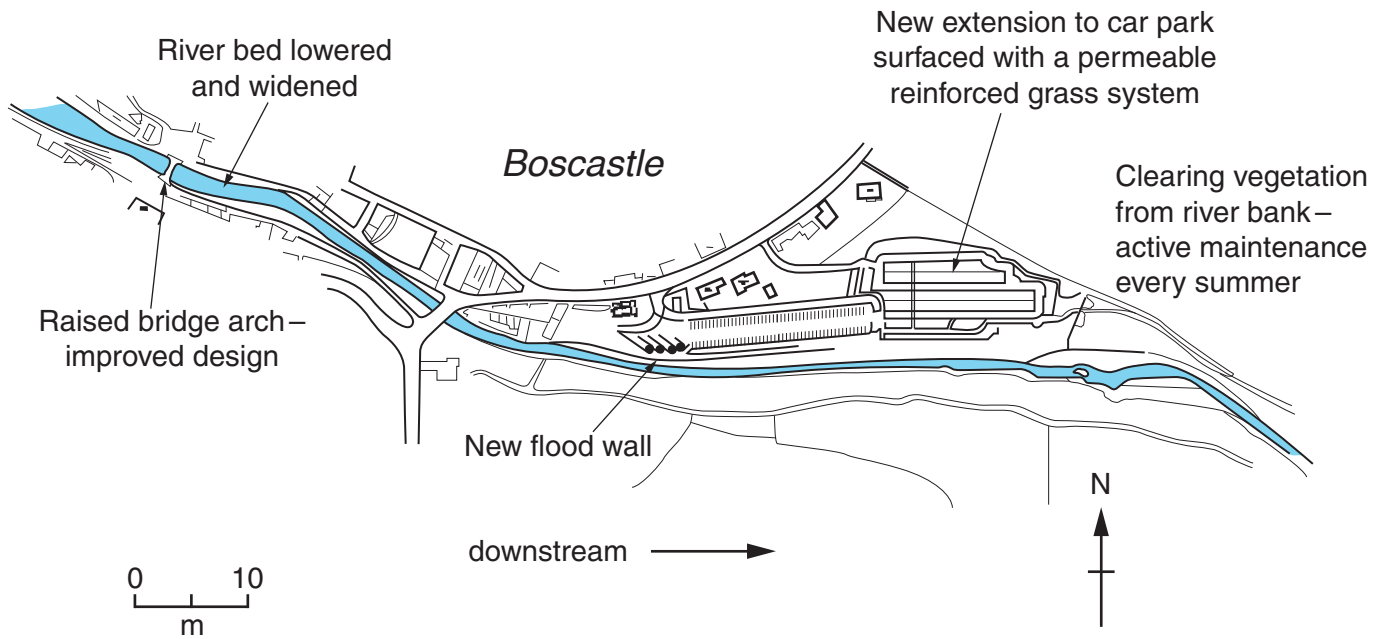 New extension to car park
surfaced with a permeable
reinforced grass system
River bed lowered
and widened
Boscastle
Clearing vegetation
from river bank –
active maintenance
every summer
Raised bridge arch –
improved design
New flood wall
N
downstream
0 10
m